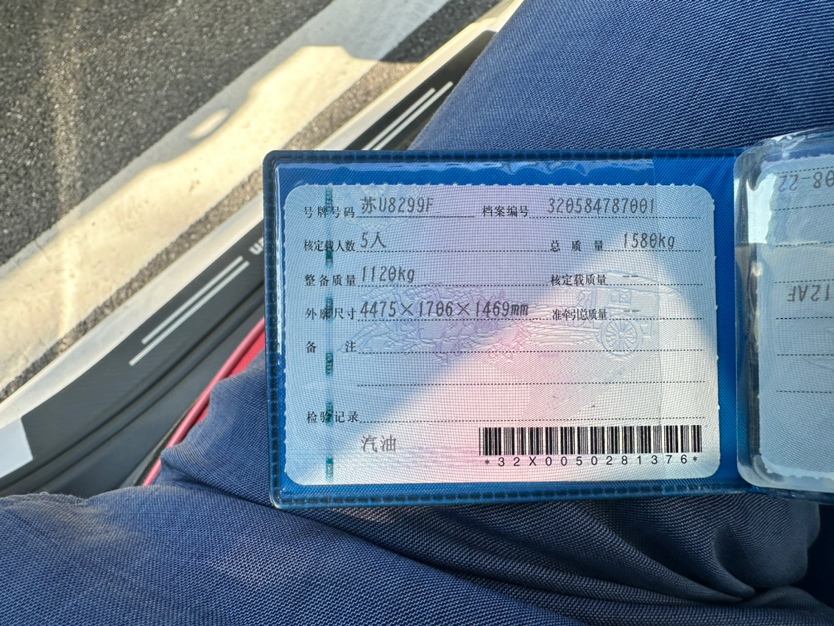 号牌号码 苏U8299F 档案编号 320584787001
核定载人数 5人 总质量 1580kg
整备质量 1120kg 核定载质量
外廓尺寸 4475×1706×1469mm 准牵引总质量
备注
检验记录
汽油
*32X0050281376*
08-22
12AF